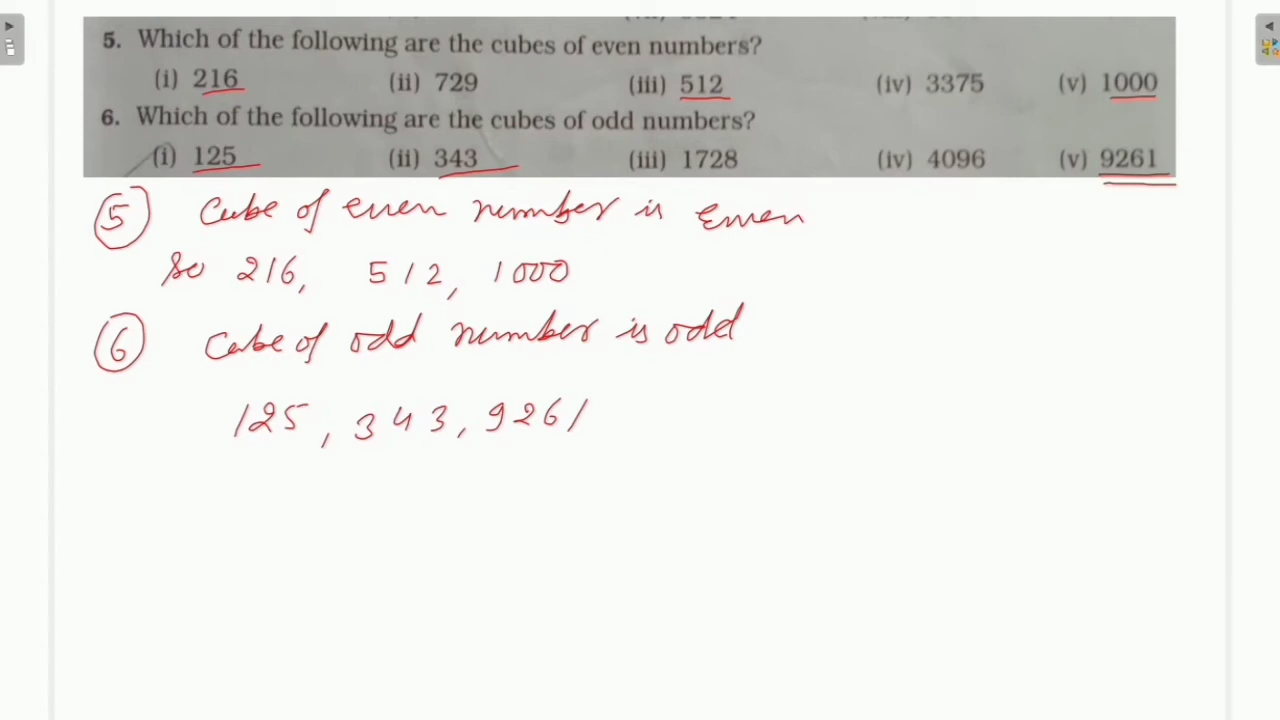 5. Which of the following are the cubes of even numbers?
(i) 216 (ii) 729 (iii) 512 (iv) 3375 (v) 1000
6. Which of the following are the cubes of odd numbers?
(i) 125 (ii) 343 (iii) 1728 (iv) 4096 (v) 9261
5 Cube of even number is Even
So 216, 512, 1000
6 Cube of odd number is odd
125, 343, 9261